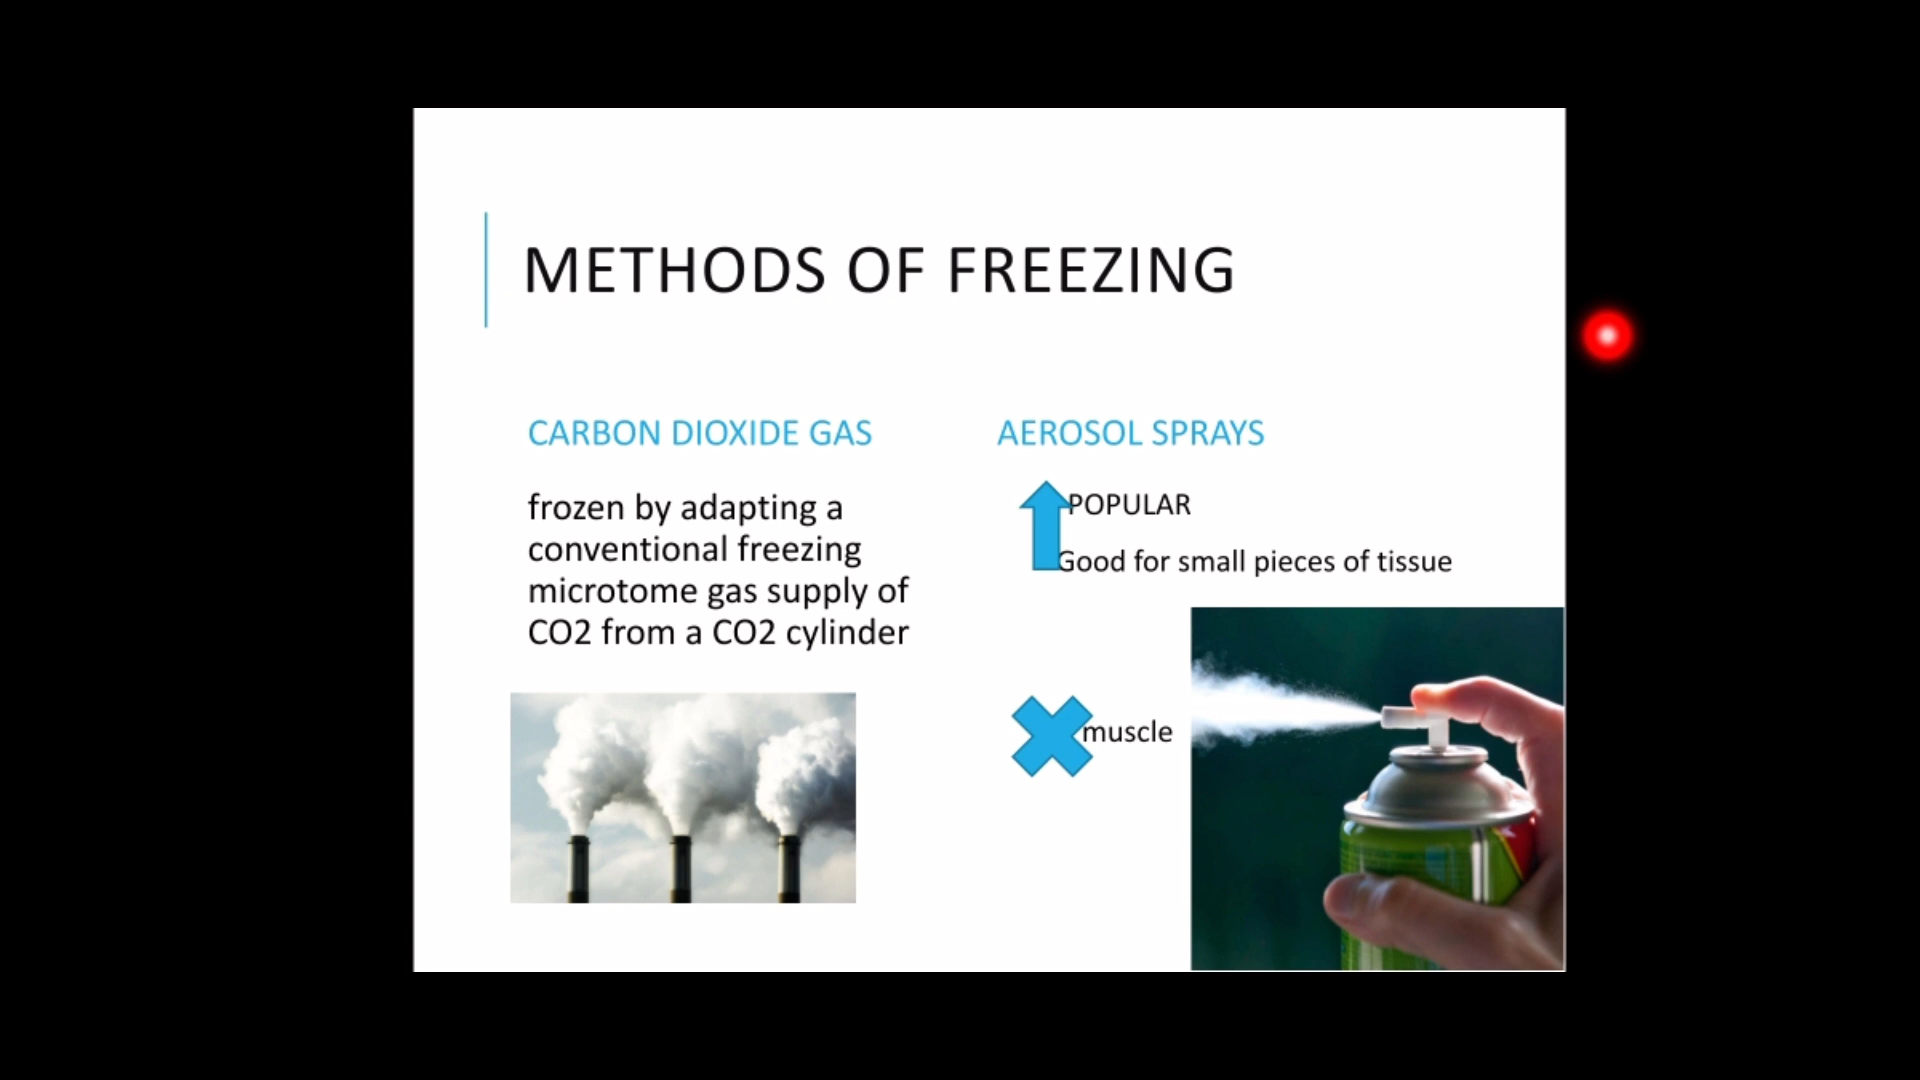 METHODS OF FREEZING
CARBON DIOXIDE GAS
frozen by adapting a
conventional freezing
microtome gas supply of
CO2 from a CO2 cylinder
AEROSOL SPRAYS
POPULAR
Good for small pieces of tissue
muscle